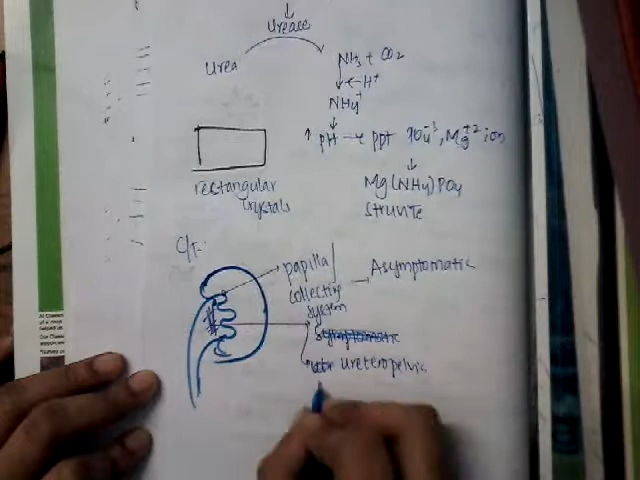 Urease
Urea
NH3 + CO2
← H+
NH4+
↑ pH → ppt PO4-3, Mg+2 ion
rectangular
crystals
Mg(NH4)PO4
struvite
C/F:
papilla/
collecting
system
→ Asymptomatic
ureteropelvic